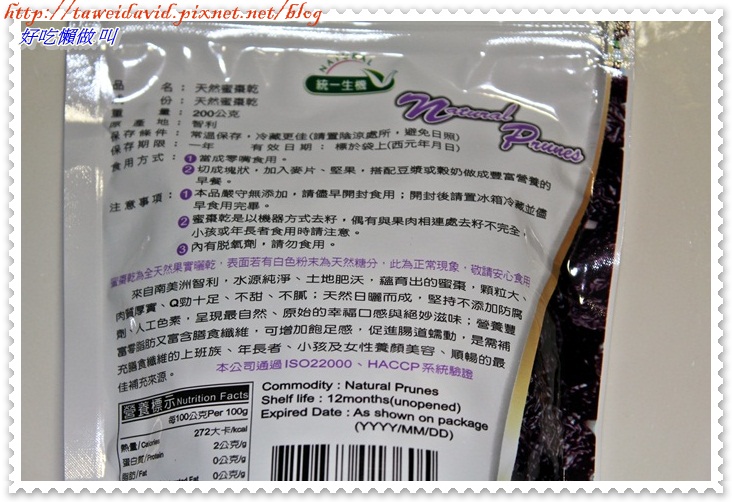 http://taweidavid.pixnet.net/blog
好吃懶做 叫
NATURAL
統一生機
Natural
Prunes
品 名：天然蜜棗乾
成 份：天然蜜棗乾
重 量：200公克
原 產 地：智利
保存條件：常溫保存，冷藏更佳(請置陰涼處所，避免日照)
保存期限：一年 有效日期：標於袋上(西元年月日)
食用方式：❶當成零嘴食用。
❷切成塊狀，加入麥片、堅果，搭配豆漿或穀奶做成豐富營養的
早餐。
注意事項：❶本品嚴守無添加，請儘早開封食用；開封後請置冰箱冷藏並儘
早食用完畢。
❷蜜棗乾是以機器方式去籽，偶有與果肉相連處去籽不完全，
小孩或年長者食用時請注意。
❸內有脫氧劑，請勿食用。
蜜棗乾為全天然果實曬乾，表面若有白色粉末為天然糖分，此為正常現象，敬請安心食用
來自南美洲智利，水源純淨、土地肥沃，蘊育出的蜜棗，顆粒大、
肉質厚實、Q勁十足、不甜、不膩；天然日曬而成，堅持不添加防腐
劑、人工色素，呈現最自然、原始的幸福口感與絕妙滋味；營養豐
富零脂肪又富含膳食纖維，可增加飽足感，促進腸道蠕動，是需補
充膳食纖維的上班族、年長者、小孩及女性養顏美容、順暢的最
佳補充來源。
本公司通過ISO22000、HACCP系統驗證
營養標示Nutrition Facts
每100公克Per 100g
熱量/Calories 272大卡/kcal
蛋白質/Protein 2公克/g
脂肪/Fat 0公克/g
0公克/g
Commodity : Natural Prunes
Shelf life : 12months(unopened)
Expired Date : As shown on package
(YYYY/MM/DD)